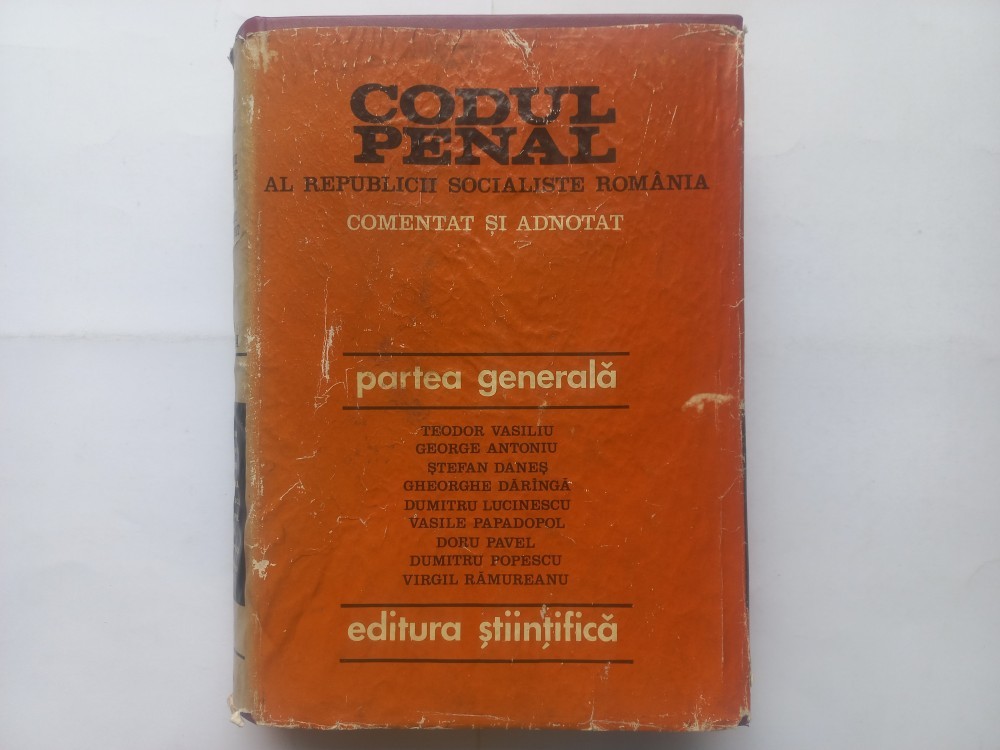 CODUL
PENAL
AL REPUBLICII SOCIALISTE ROMÂNIA
COMENTAT ȘI ADNOTAT
partea generală
TEODOR VASILIU
GEORGE ANTONIU
ȘTEFAN DANEȘ
GHEORGHE DĂRÎNGĂ
DUMITRU LUCINESCU
VASILE PAPADOPOL
DORU PAVEL
DUMITRU POPESCU
VIRGIL RĂMUREANU
editura științifică